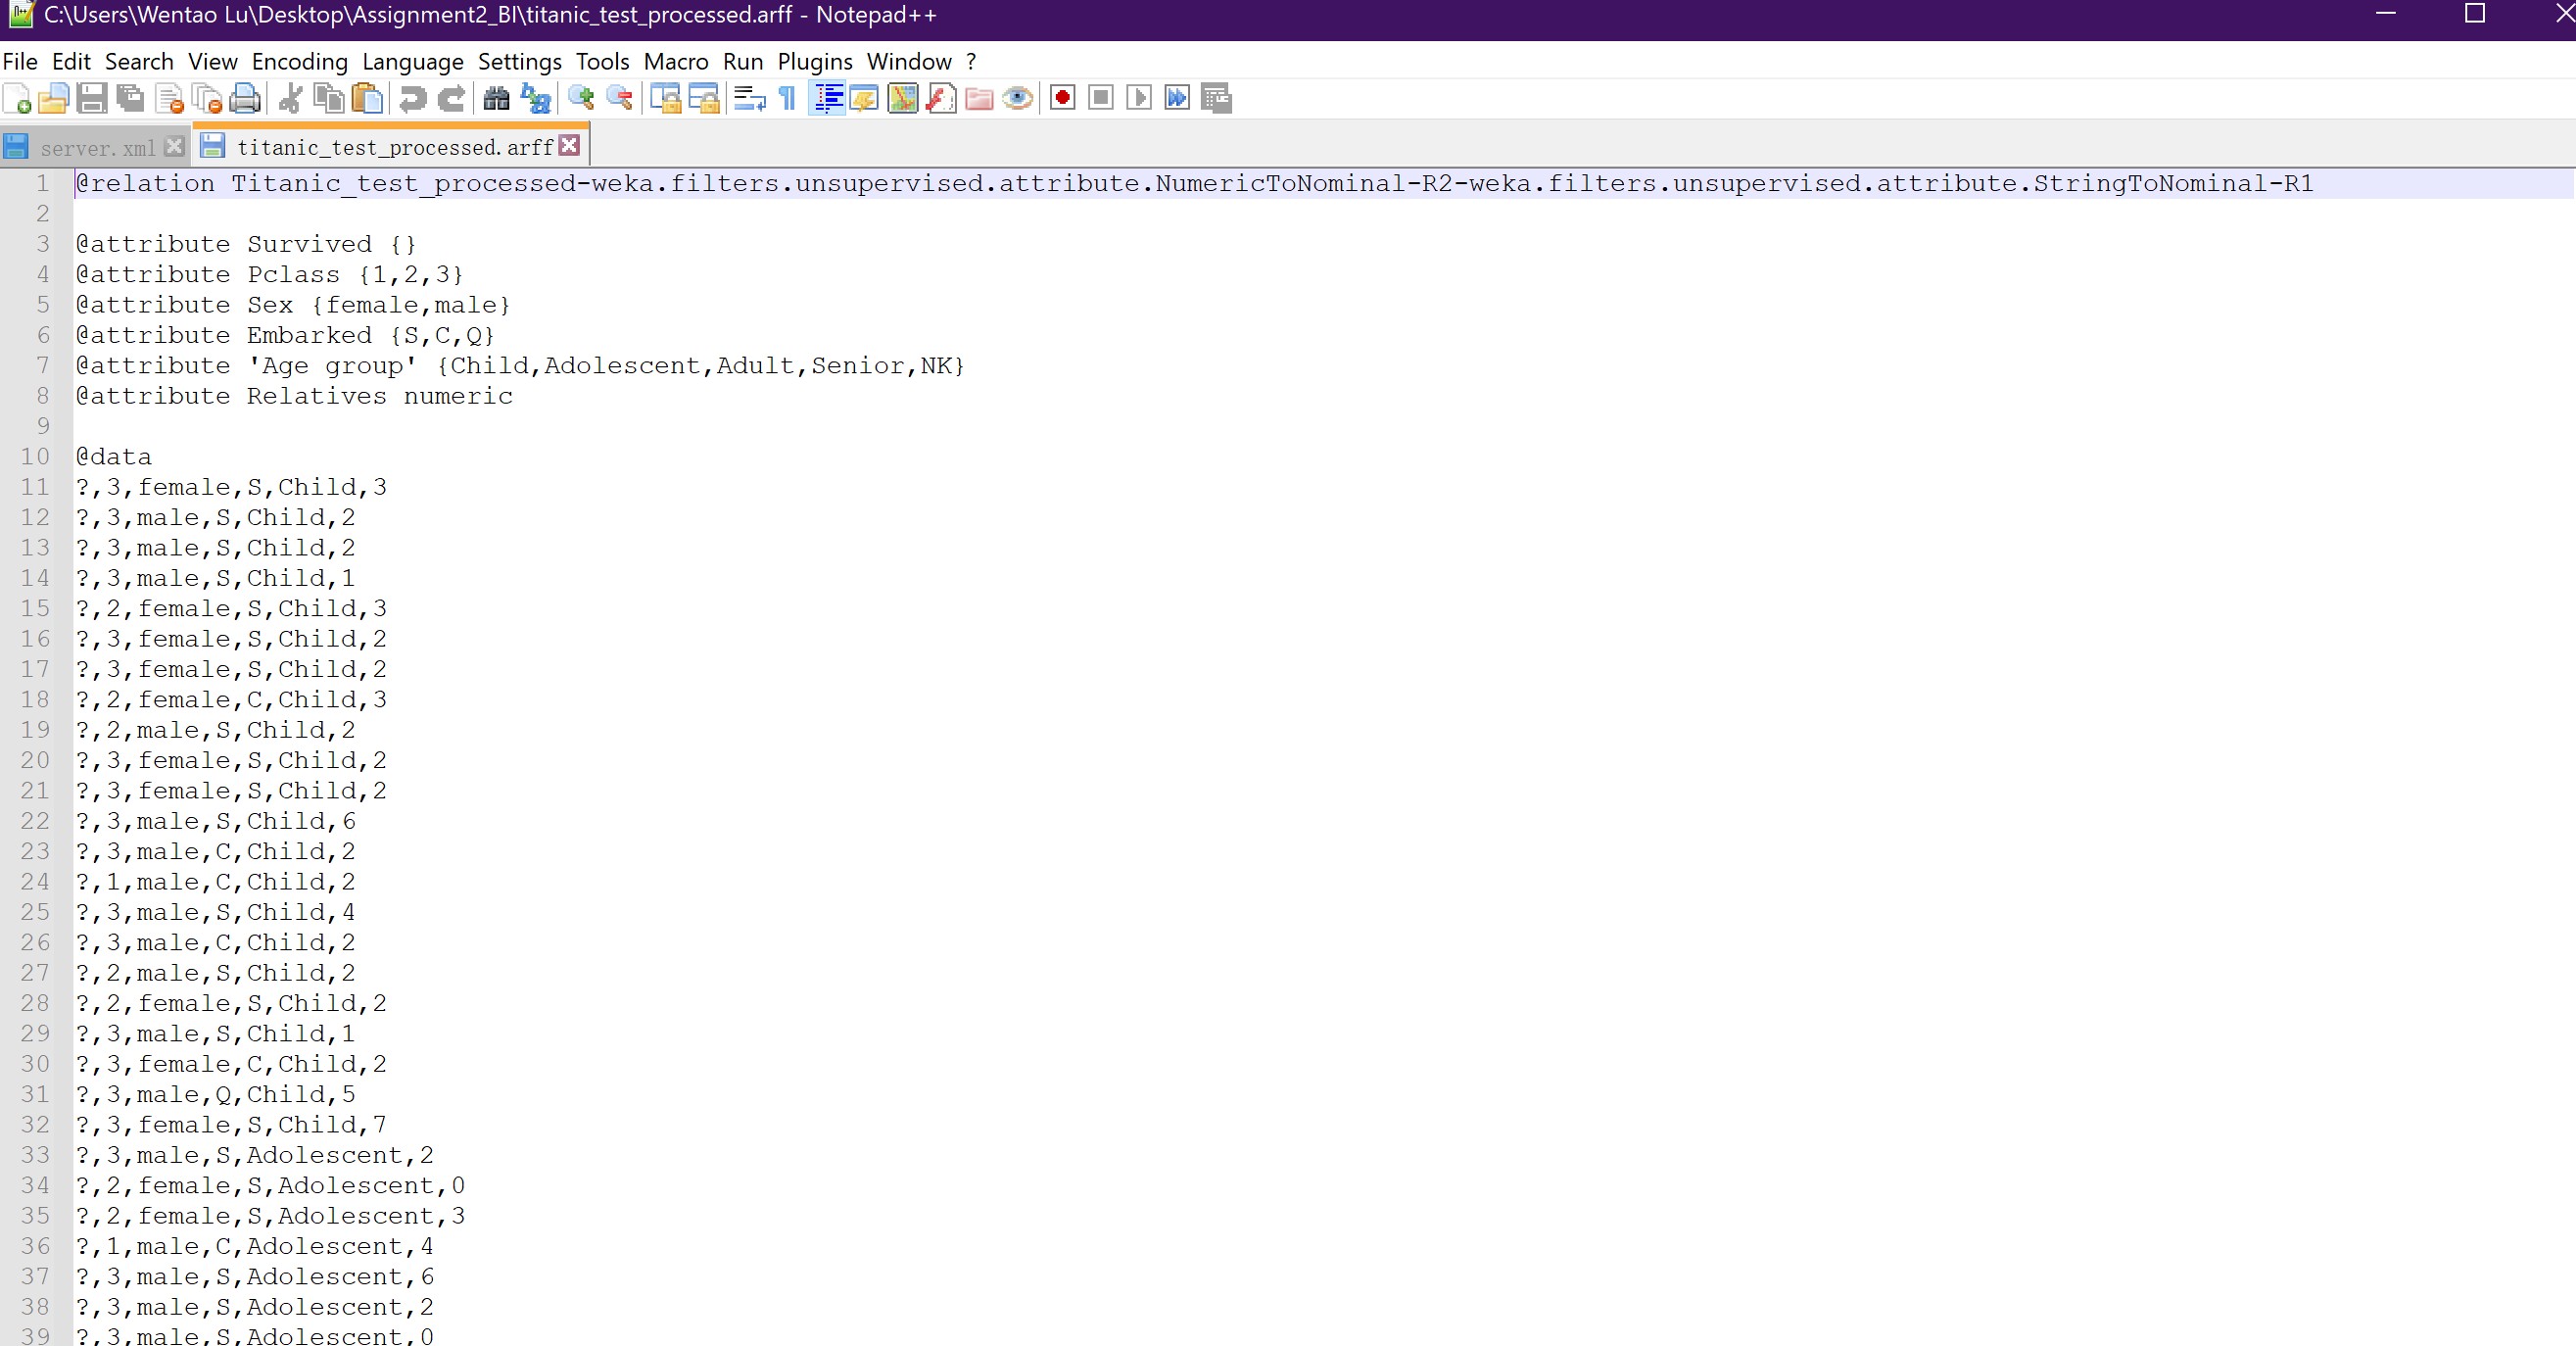 C:\Users\Wentao Lu\Desktop\Assignment2_BI\titanic_test_processed.arff - Notepad++
File Edit Search View Encoding Language Settings Tools Macro Run Plugins Window ?
server.xml titanic_test_processed.arff
1 @relation Titanic_test_processed-weka.filters.unsupervised.attribute.NumericToNominal-R2-weka.filters.unsupervised.attribute.StringToNominal-R1
2
3 @attribute Survived {}
4 @attribute Pclass {1,2,3}
5 @attribute Sex {female,male}
6 @attribute Embarked {S,C,Q}
7 @attribute 'Age group' {Child,Adolescent,Adult,Senior,NK}
8 @attribute Relatives numeric
9
10 @data
11 ?,3,female,S,Child,3
12 ?,3,male,S,Child,2
13 ?,3,male,S,Child,2
14 ?,3,male,S,Child,1
15 ?,2,female,S,Child,3
16 ?,3,female,S,Child,2
17 ?,3,female,S,Child,2
18 ?,2,female,C,Child,3
19 ?,2,male,S,Child,2
20 ?,3,female,S,Child,2
21 ?,3,female,S,Child,2
22 ?,3,male,S,Child,6
23 ?,3,male,C,Child,2
24 ?,1,male,C,Child,2
25 ?,3,male,S,Child,4
26 ?,3,male,C,Child,2
27 ?,2,male,S,Child,2
28 ?,2,female,S,Child,2
29 ?,3,male,S,Child,1
30 ?,3,female,C,Child,2
31 ?,3,male,Q,Child,5
32 ?,3,female,S,Child,7
33 ?,3,male,S,Adolescent,2
34 ?,2,female,S,Adolescent,0
35 ?,2,female,S,Adolescent,3
36 ?,1,male,C,Adolescent,4
37 ?,3,male,S,Adolescent,6
38 ?,3,male,S,Adolescent,2
39 ?,3,male,S,Adolescent,0